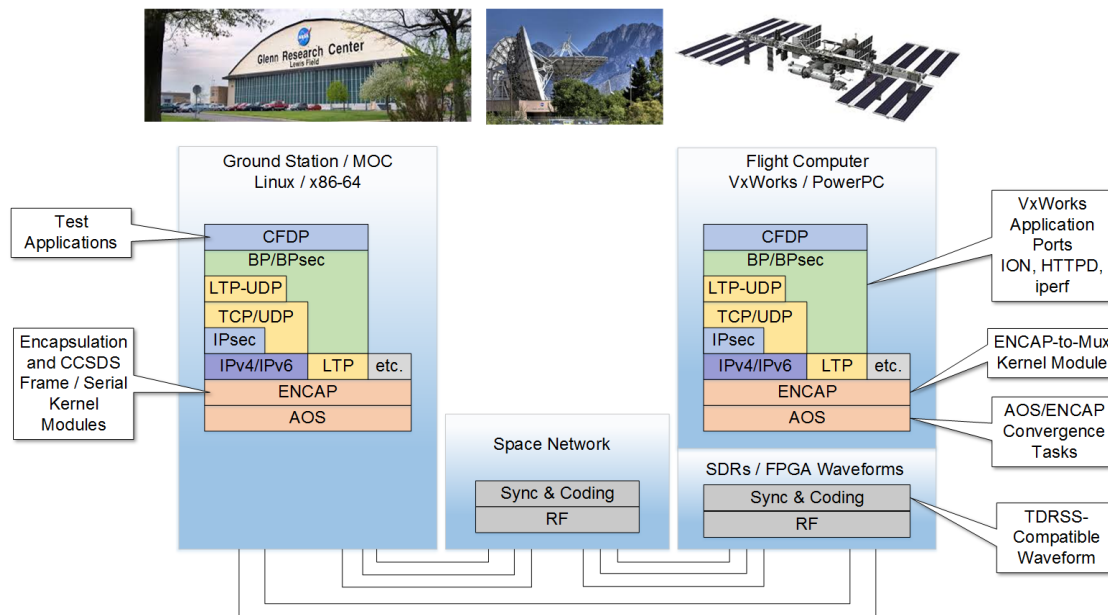 NASA
Glenn Research Center
Lewis Field
Ground Station / MOC
Linux / x86-64
CFDP
BP/BPsec
LTP-UDP
TCP/UDP
IPsec
IPv4/IPv6
LTP
etc.
ENCAP
AOS
Test
Applications
Encapsulation
and CCSDS
Frame / Serial
Kernel
Modules
Space Network
Sync & Coding
RF
Flight Computer
VxWorks / PowerPC
CFDP
BP/BPsec
LTP-UDP
TCP/UDP
IPsec
IPv4/IPv6
LTP
etc.
ENCAP
AOS
SDRs / FPGA Waveforms
Sync & Coding
RF
VxWorks
Application
Ports
ION, HTTPD,
iperf
ENCAP-to-Mux
Kernel Module
AOS/ENCAP
Convergence
Tasks
TDRSS-
Compatible
Waveform